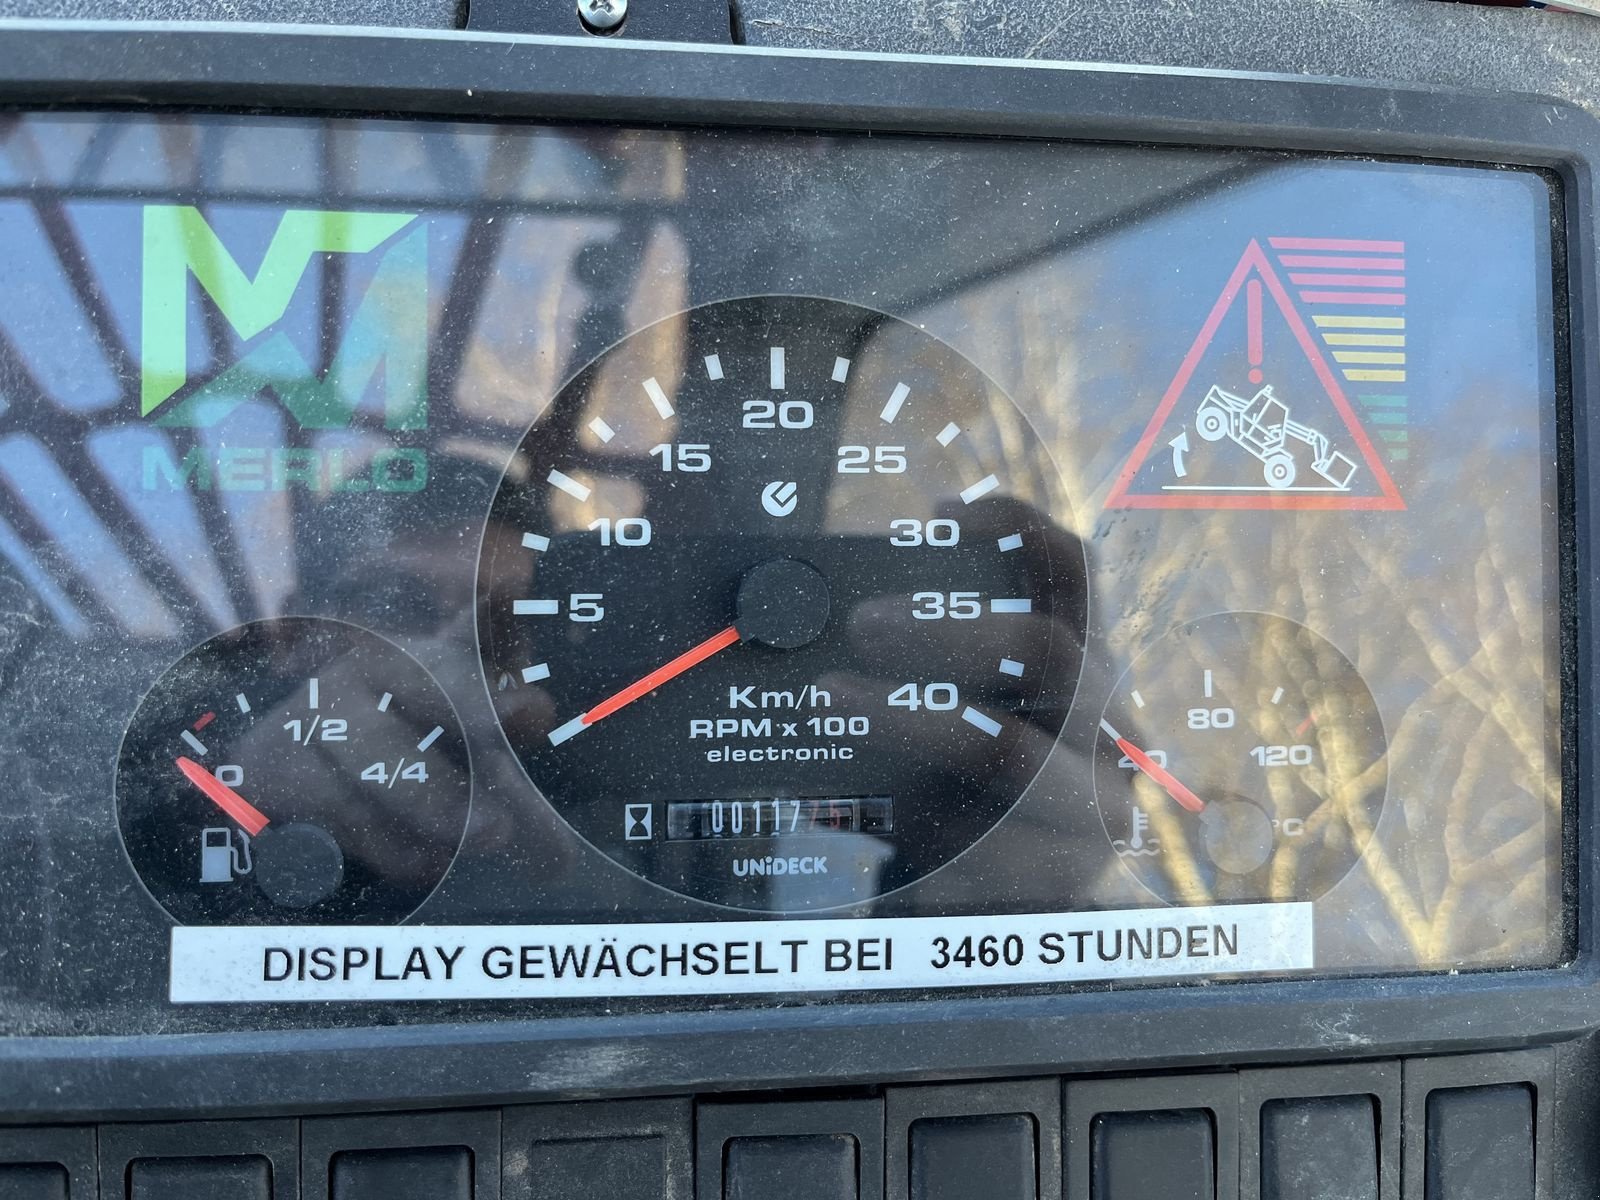 MERLO
5
10
15
20
25
30
35
40
Km/h
RPM x 100
electronic
0011775
UNiDECK
0
1/2
4/4
40
80
120
°C
DISPLAY GEWÄCHSELT BEI 3460 STUNDEN